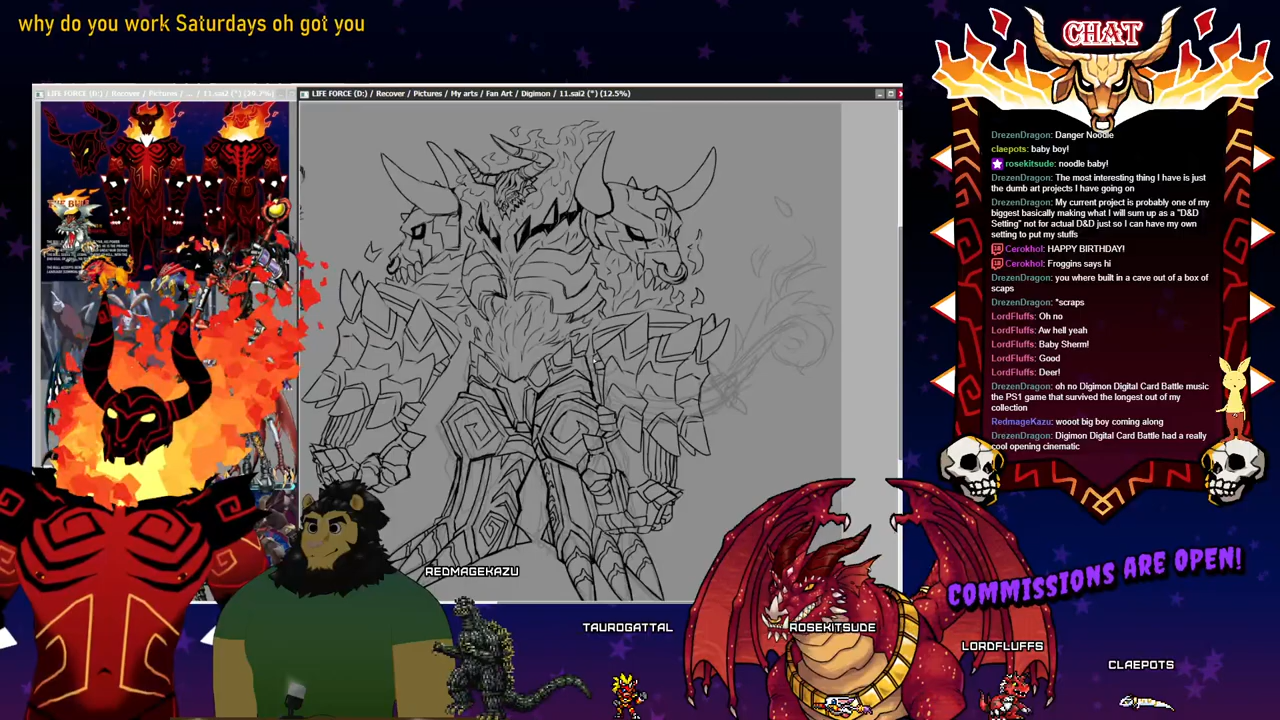 why do you work Saturdays oh got you
CHAT
LIFE FORCE (D:) / Recover / Pictures / ... / 11.sai2 (*) (20.2%)
LIFE FORCE (D:) / Recover / Pictures / My arts / Fan Art / Digimon / 11.sai2 (*) (12.5%)
DrezenDragon: Danger Noodle
claepots: baby boy!
rosekitsude: noodle baby!
DrezenDragon: The most interesting thing I have is just
the dumb art projects I have going on
DrezenDragon: My current project is probably one of my
biggest basically making what I will sum up as a "D&D
Setting" not for actual D&D just so I can have my own
setting to put my stuffs
Cerokhol: HAPPY BIRTHDAY!
Cerokhol: Froggins says hi
DrezenDragon: you where built in a cave out of a box of
scaps
DrezenDragon: *scraps
LordFluffs: Oh no
LordFluffs: Aw hell yeah
LordFluffs: Baby Sherm!
LordFluffs: Good
LordFluffs: Deer!
DrezenDragon: oh no Digimon Digital Card Battle music
the PS1 game that survived the longest out of my
collection
RedmageKazu: wooot big boy coming along
DrezenDragon: Digimon Digital Card Battle had a really
cool opening cinematic
COMMISSIONS ARE OPEN!
REDMAGEKAZU
TAUROGATTAL
ROSEKITSUDE
LORDFLUFFS
CLAEPOTS